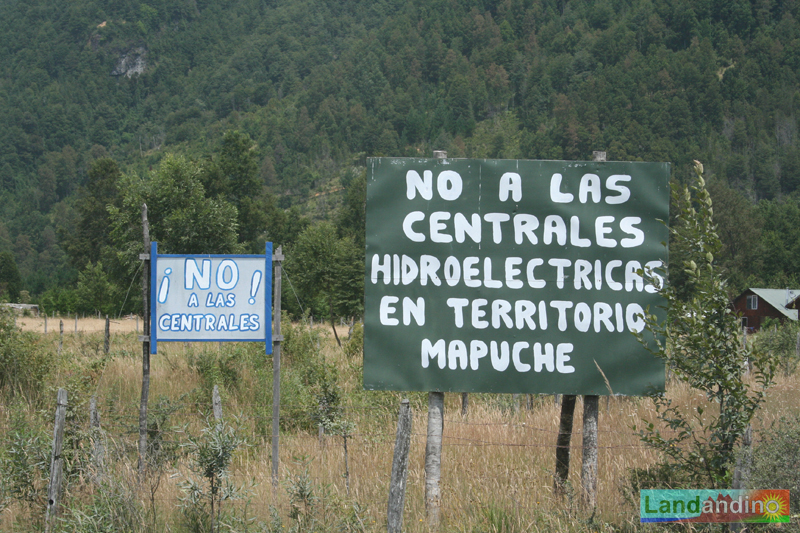 ¡ NO !
A LAS
CENTRALES
NO A LAS
CENTRALES
HIDROELECTRICAS
EN TERRITORIO
MAPUCHE
Landandino